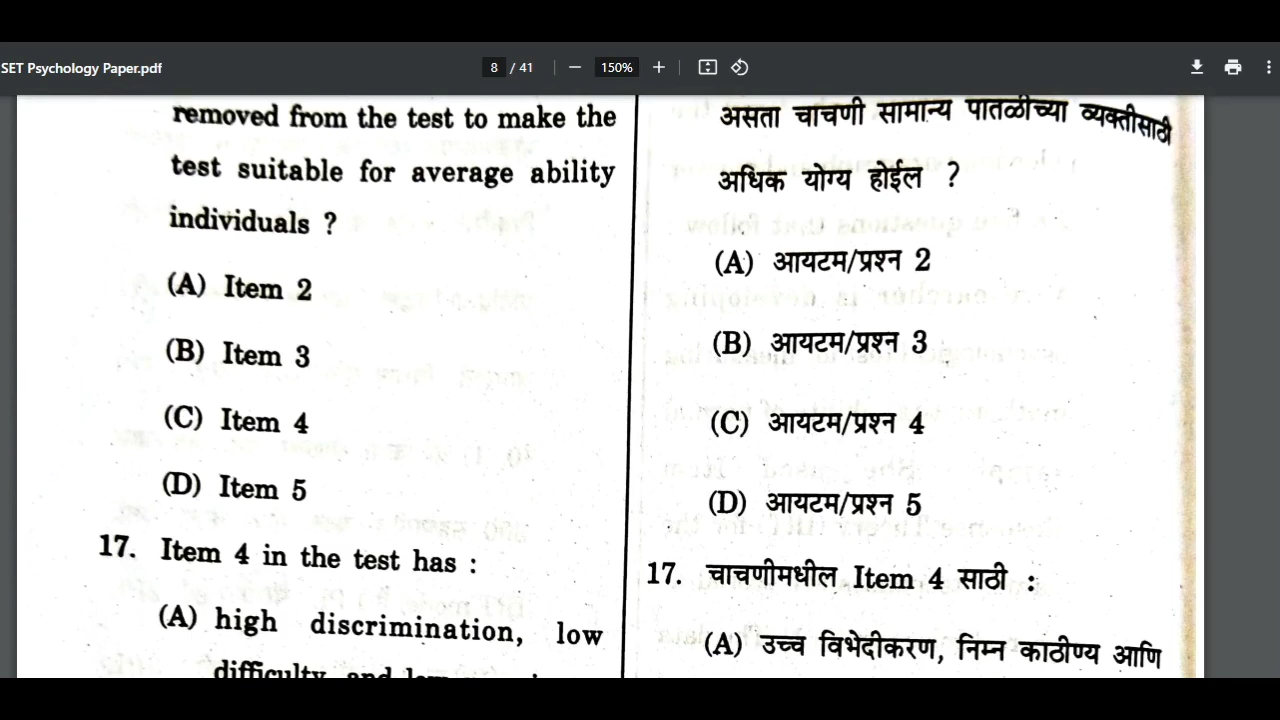 SET Psychology Paper.pdf
8 / 41
150%
removed from the test to make the
test suitable for average ability
individuals ?
(A) Item 2
(B) Item 3
(C) Item 4
(D) Item 5
17. Item 4 in the test has :
(A) high discrimination, low
difficulty and low
असता चाचणी सामान्य पातळीच्या व्यक्तीसाठी
अधिक योग्य होईल ?
(A) आयटम/प्रश्न 2
(B) आयटम/प्रश्न 3
(C) आयटम/प्रश्न 4
(D) आयटम/प्रश्न 5
17. चाचणीमधील Item 4 साठी :
(A) उच्च विभेदीकरण, निम्न काठीण्य आणि